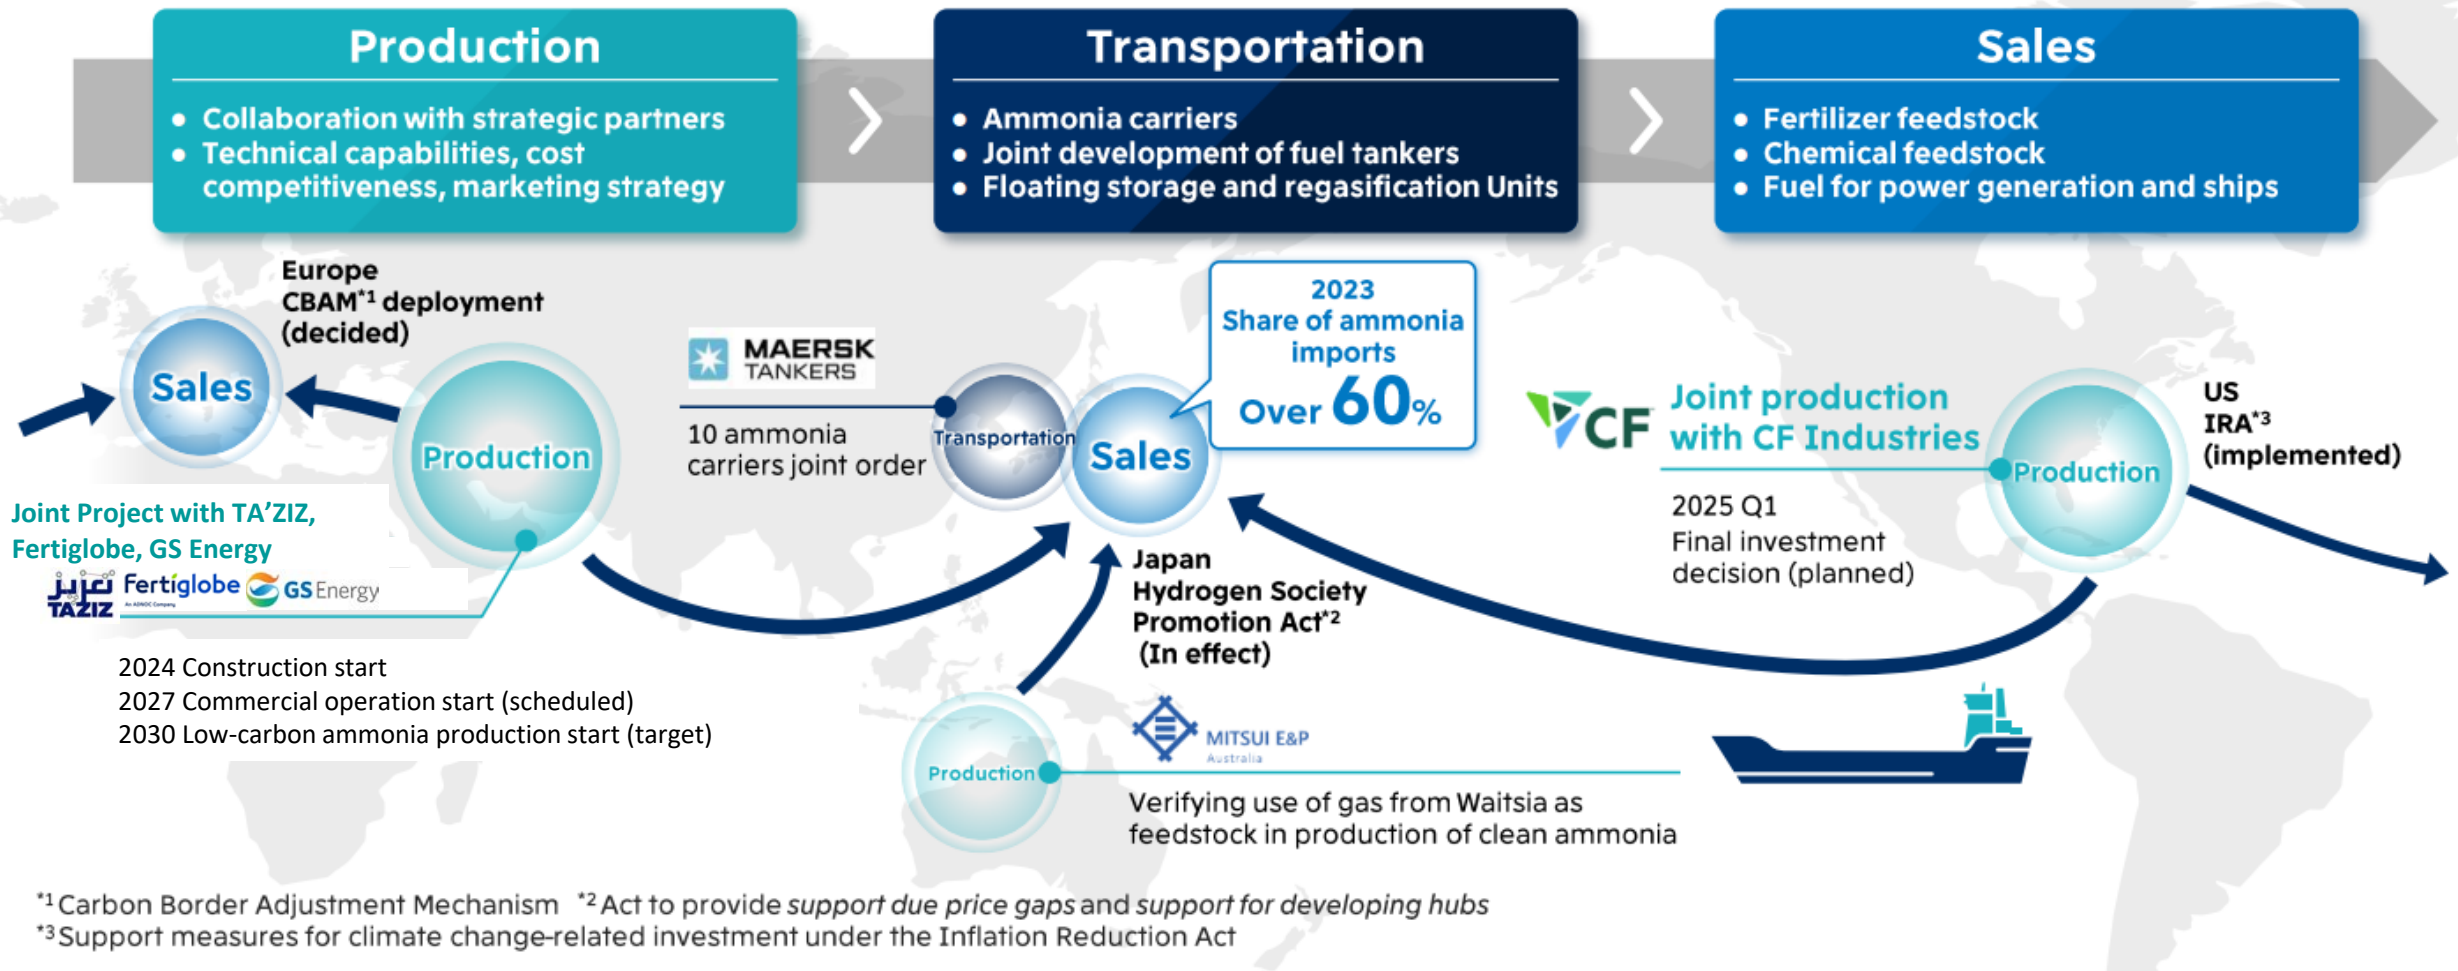 Production
• Collaboration with strategic partners
• Technical capabilities, cost
competitiveness, marketing strategy
Transportation
• Ammonia carriers
• Joint development of fuel tankers
• Floating storage and regasification Units
Sales
• Fertilizer feedstock
• Chemical feedstock
• Fuel for power generation and ships
Europe
CBAM*1 deployment
(decided)
Sales
Production
Joint Project with TA’ZIZ,
Fertiglobe, GS Energy
تعزيز
TA'ZIZ
Fertiglobe
An ADNOC Company
GS Energy
2024 Construction start
2027 Commercial operation start (scheduled)
2030 Low-carbon ammonia production start (target)
MAERSK
TANKERS
10 ammonia
carriers joint order
Transportation
Sales
2023
Share of ammonia
imports
Over 60%
Japan
Hydrogen Society
Promotion Act*2
(In effect)
Production
MITSUI E&P
Australia
Verifying use of gas from Waitsia as
feedstock in production of clean ammonia
CF
Joint production
with CF Industries
2025 Q1
Final investment
decision (planned)
Production
US
IRA*3
(implemented)
*1 Carbon Border Adjustment Mechanism *2 Act to provide support due price gaps and support for developing hubs
*3 Support measures for climate change-related investment under the Inflation Reduction Act